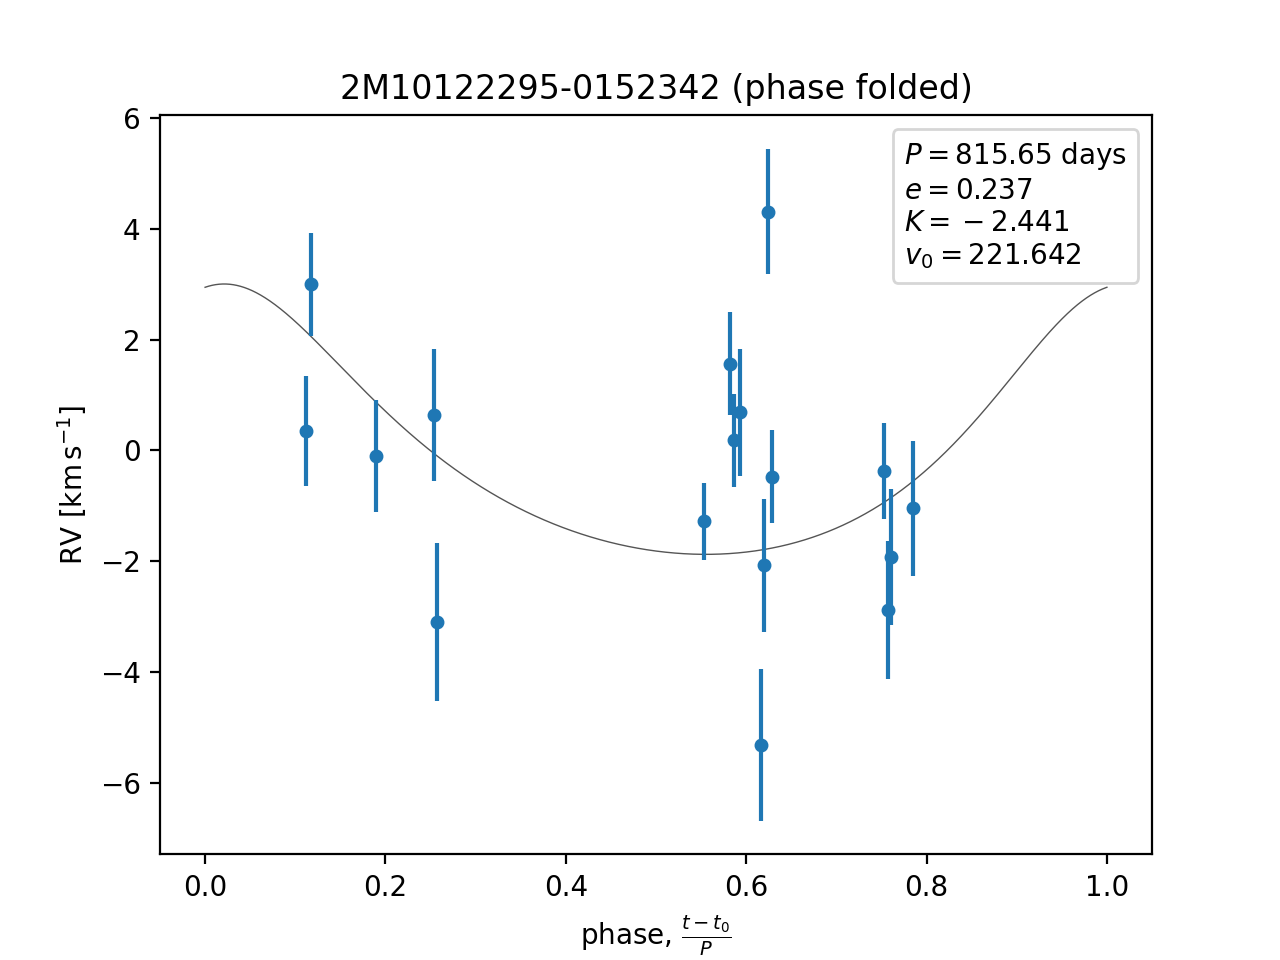 2M10122295-0152342 (phase folded)
P = 815.65 days
e = 0.237
K = −2.441
v₀ = 221.642
6
4
2
0
−2
−4
−6
RV [km s⁻¹]
0.0 0.2 0.4 0.6 0.8 1.0
phase, (t − t₀)/P